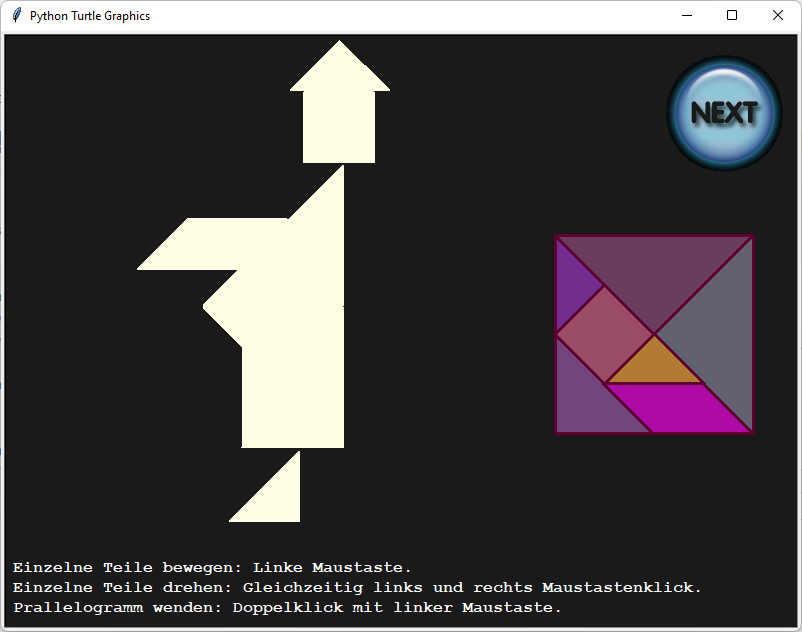 Python Turtle Graphics
NEXT
Einzelne Teile bewegen: Linke Maustaste.
Einzelne Teile drehen: Gleichzeitig links und rechts Maustastenklick.
Prallelogramm wenden: Doppelklick mit linker Maustaste.